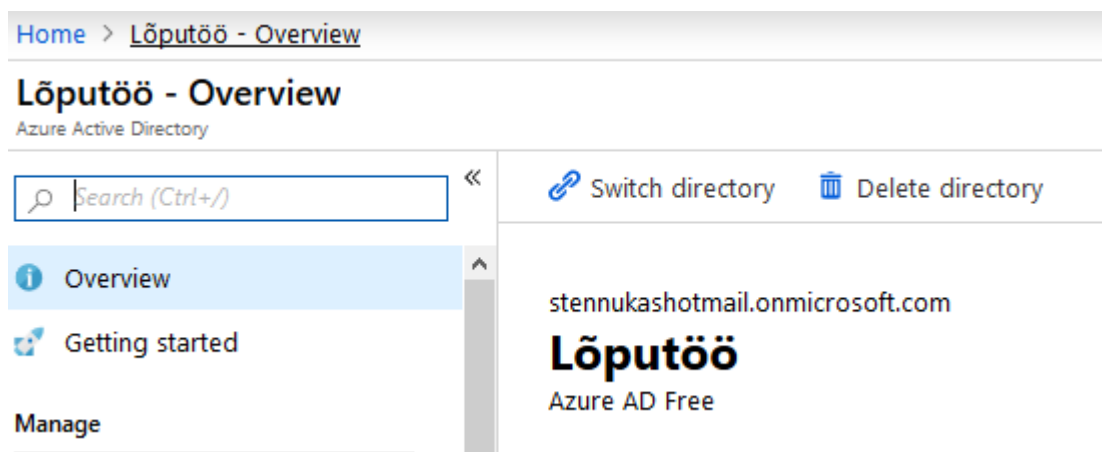 Home > Lõputöö - Overview
Lõputöö - Overview
Azure Active Directory
Search (Ctrl+/)
«
Switch directory
Delete directory
Overview
Getting started
Manage
stennukashotmail.onmicrosoft.com
Lõputöö
Azure AD Free